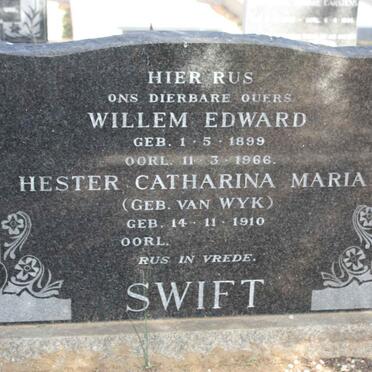 HIER RUS
ONS DIERBARE OUERS
WILLEM EDWARD
GEB. 1·5·1899
OORL. 11·3·1966.
HESTER CATHARINA MARIA
(GEB. VAN WYK)
GEB. 14·11·1910
OORL.
RUS IN VREDE.
SWIFT